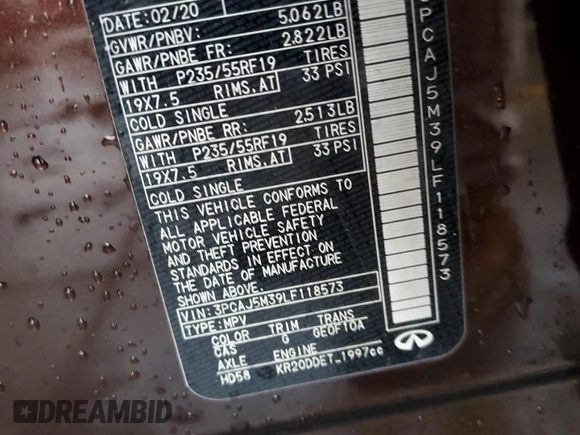 DATE:02/20
GVWR/PNBV: 5.062LB
GAWR/PNBE FR: 2.822LB
WITH P235/55RF19 TIRES
19X7.5 RIMS.AT 33 PSI
COLD SINGLE
GAWR/PNBE RR: 2513LB
WITH P235/55RF19 TIRES
19X7.5 RIMS.AT 33 PSI
COLD SINGLE
THIS VEHICLE CONFORMS TO
ALL APPLICABLE FEDERAL
MOTOR VEHICLE SAFETY
AND THEFT PREVENTION
STANDARDS IN EFFECT ON
THE DATE OF MANUFACTURE
SHOWN ABOVE.
VIN: 3PCAJ5M39LF118573
TYPE:MPV
COLOR TRIM TRANS
CAS G GEOF10A
AXLE ENGINE
HD58 KR20DDET_1997cc
PCAJ5M39LF118573
DREAMBID